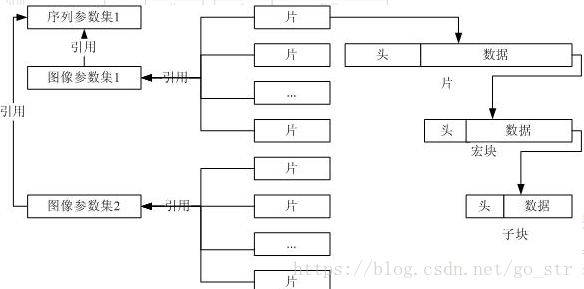 序列参数集1
片
引用
头
数据
片
图像参数集1
引用
片
...
引用
头
数据
片
宏块
片
图像参数集2
引用
片
头
数据
子块
...
https://blog.csdn.net/go_str
片